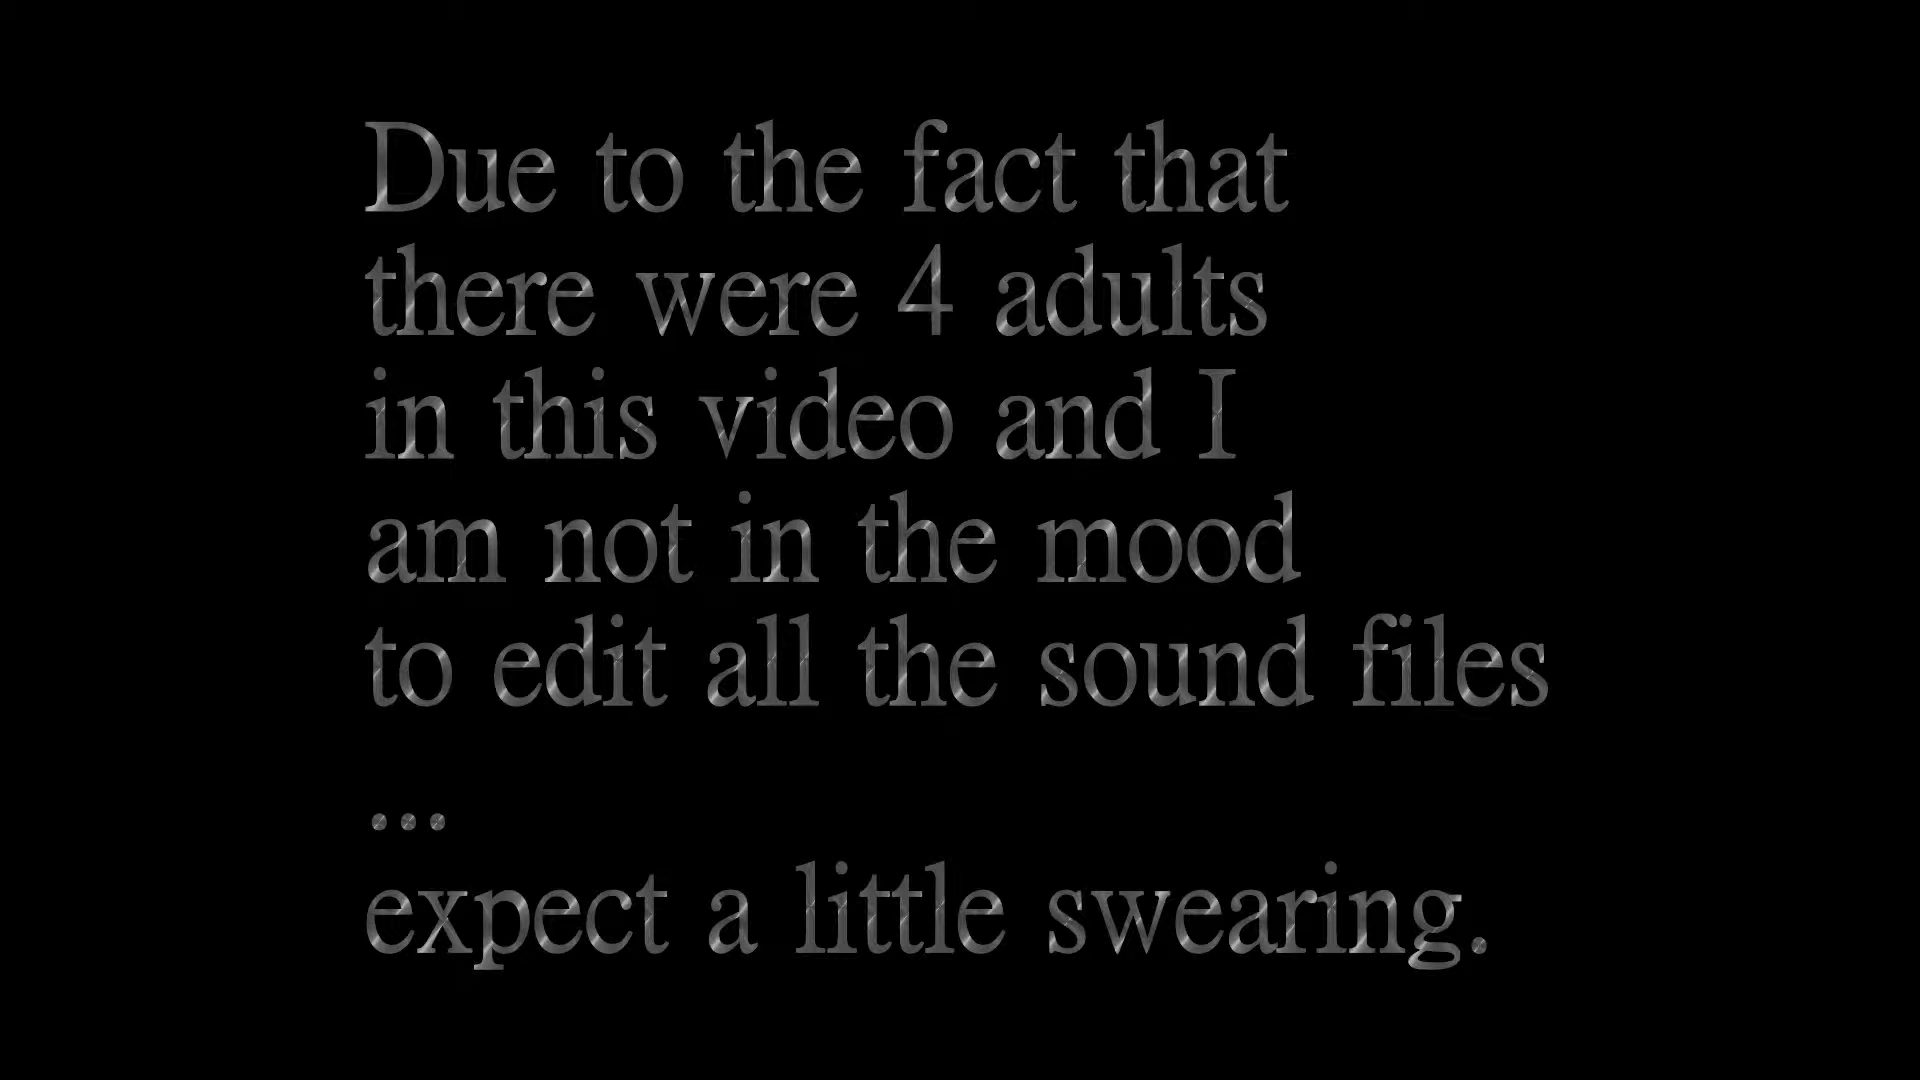 Due to the fact that
there were 4 adults
in this video and I
am not in the mood
to edit all the sound files
...
expect a little swearing.